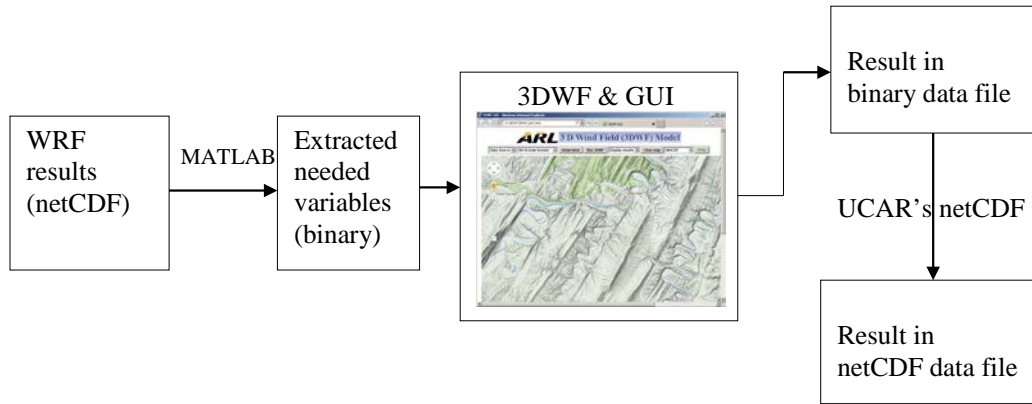 WRF
results
(netCDF)
MATLAB
Extracted
needed
variables
(binary)
3DWF & GUI
ARL 3 D Wind Field (3DWF) Model
Result in
binary data file
UCAR's netCDF
Result in
netCDF data file